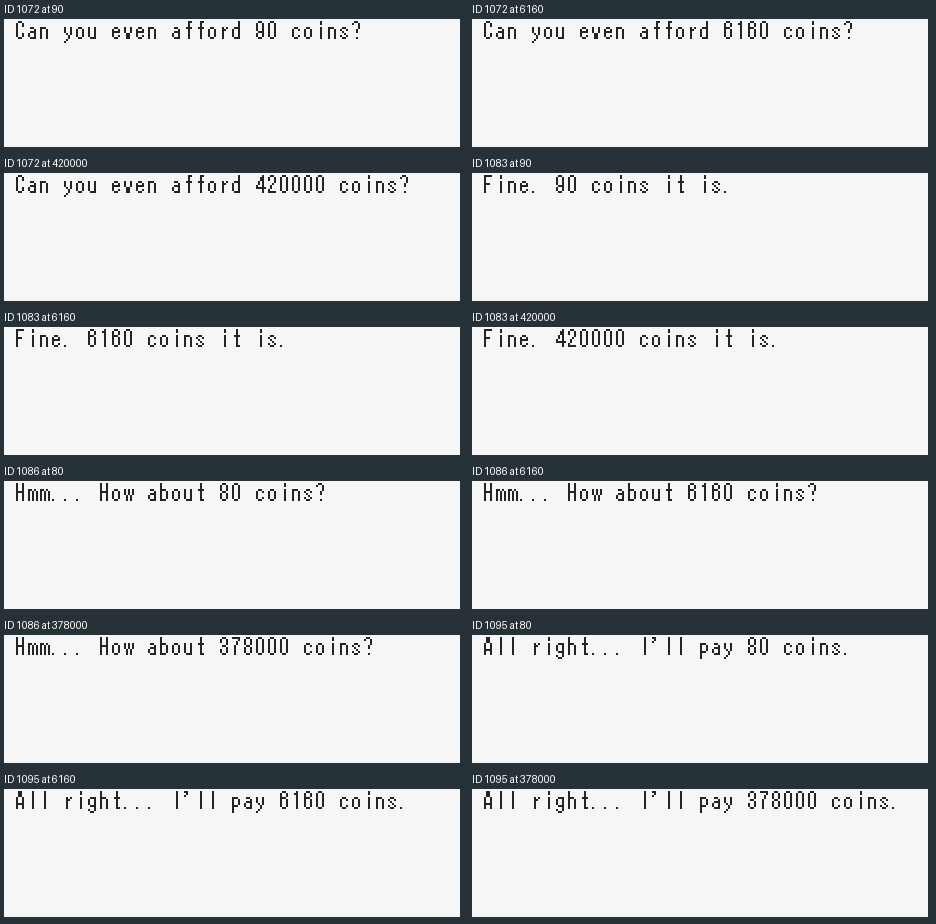 ID 1072 at 90
Can you even afford 90 coins?
ID 1072 at 6160
Can you even afford 6160 coins?
ID 1072 at 420000
Can you even afford 420000 coins?
ID 1083 at 90
Fine. 90 coins it is.
ID 1083 at 6160
Fine. 6160 coins it is.
ID 1083 at 420000
Fine. 420000 coins it is.
ID 1086 at 80
Hmm... How about 80 coins?
ID 1086 at 6160
Hmm... How about 6160 coins?
ID 1086 at 378000
Hmm... How about 378000 coins?
ID 1095 at 80
All right... I'll pay 80 coins.
ID 1095 at 6160
All right... I'll pay 6160 coins.
ID 1095 at 378000
All right... I'll pay 378000 coins.